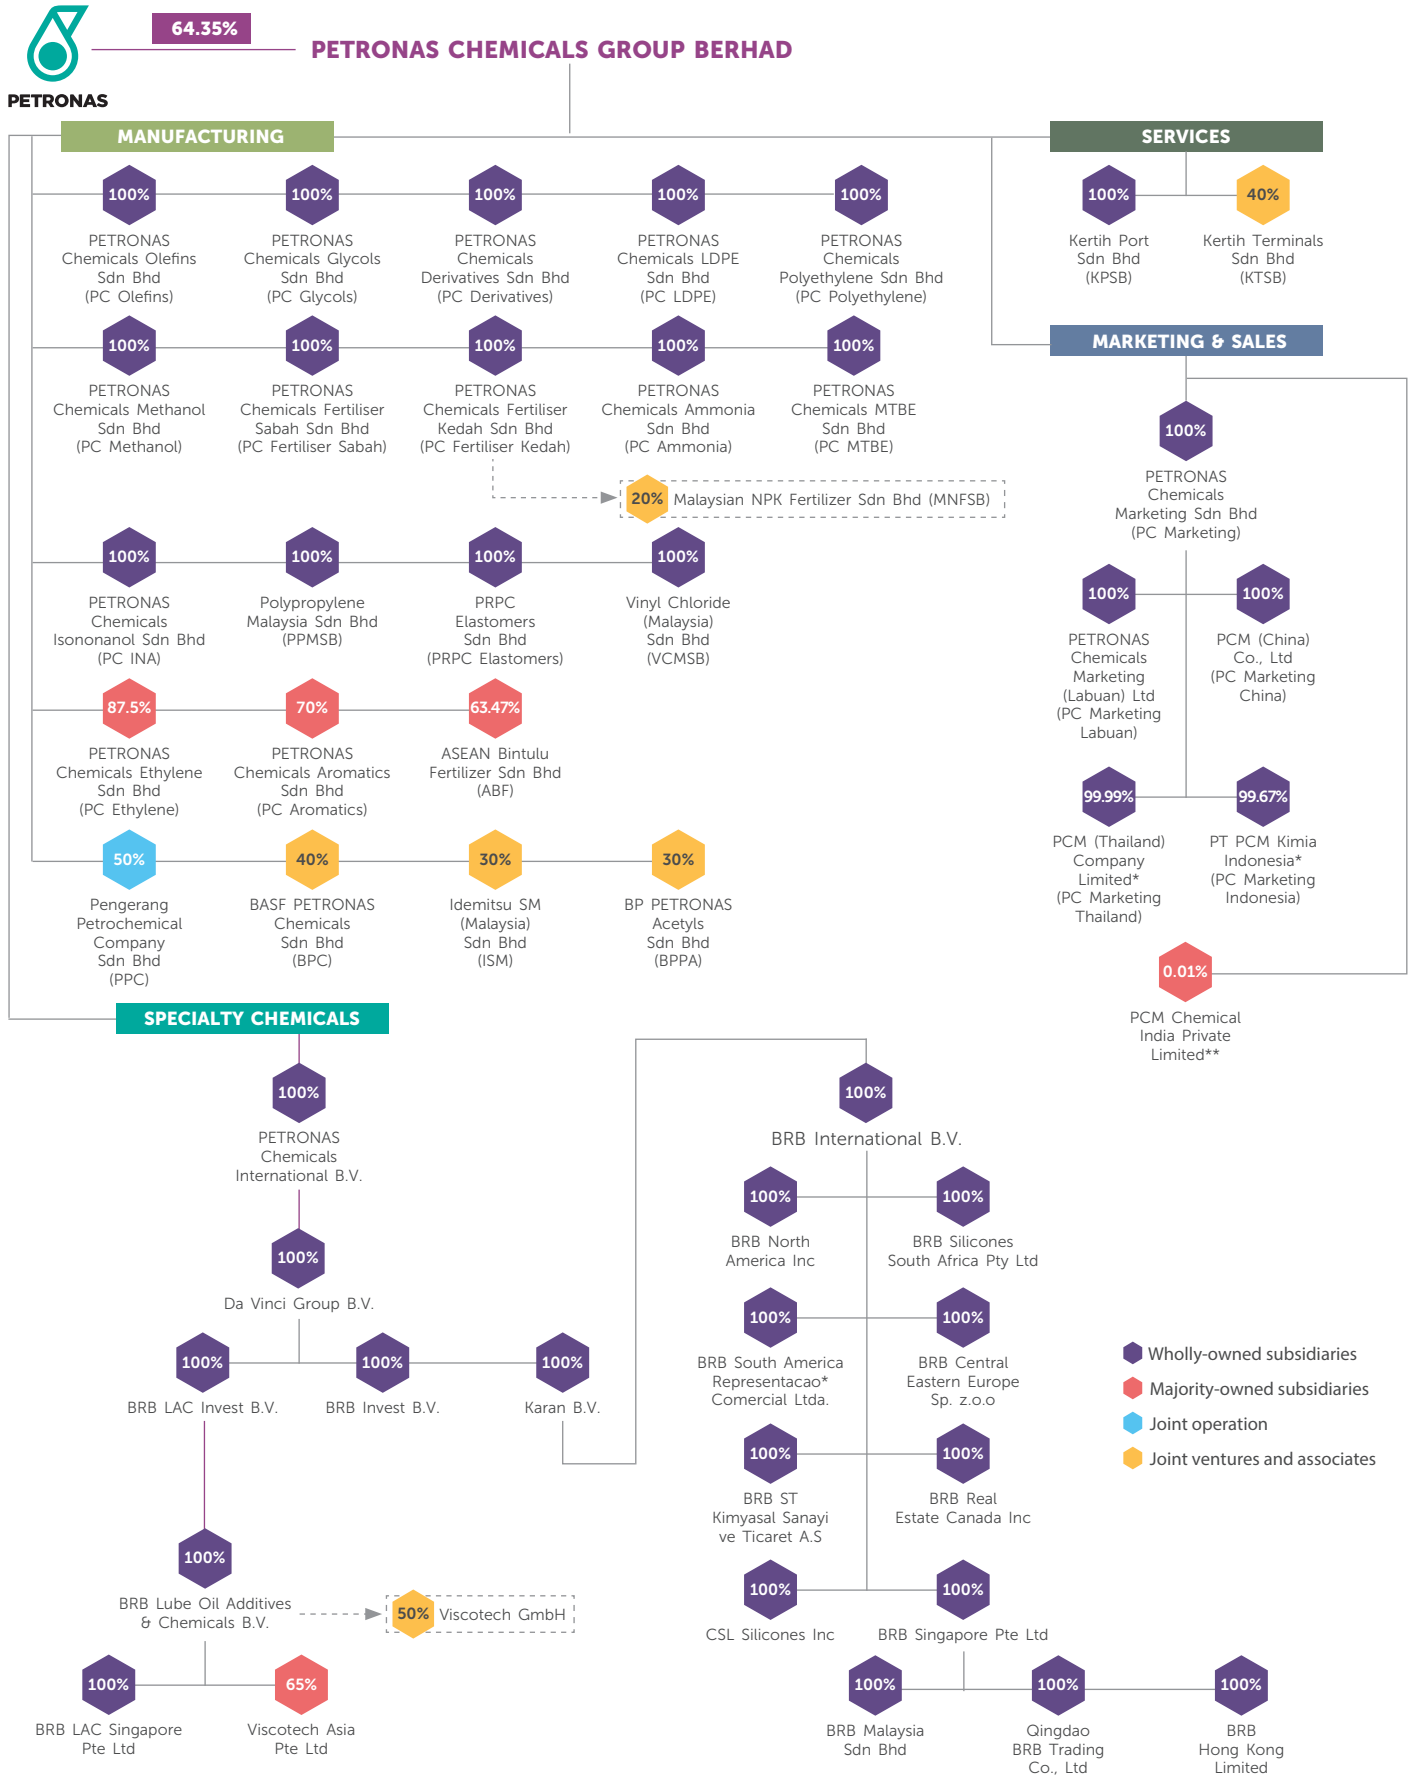 64.35%
PETRONAS CHEMICALS GROUP BERHAD
PETRONAS
MANUFACTURING
100%
100%
100%
100%
100%
PETRONAS
Chemicals Olefins
Sdn Bhd
(PC Olefins)
PETRONAS
Chemicals Glycols
Sdn Bhd
(PC Glycols)
PETRONAS
Chemicals
Derivatives Sdn Bhd
(PC Derivatives)
PETRONAS
Chemicals LDPE
Sdn Bhd
(PC LDPE)
PETRONAS
Chemicals
Polyethylene Sdn Bhd
(PC Polyethylene)
100%
100%
100%
100%
100%
PETRONAS
Chemicals Methanol
Sdn Bhd
(PC Methanol)
PETRONAS
Chemicals Fertiliser
Sabah Sdn Bhd
(PC Fertiliser Sabah)
PETRONAS
Chemicals Fertiliser
Kedah Sdn Bhd
(PC Fertiliser Kedah)
PETRONAS
Chemicals Ammonia
Sdn Bhd
(PC Ammonia)
PETRONAS
Chemicals MTBE
Sdn Bhd
(PC MTBE)
20% Malaysian NPK Fertilizer Sdn Bhd (MNFSB)
100%
100%
100%
100%
PETRONAS
Chemicals
Isononanol Sdn Bhd
(PC INA)
Polypropylene
Malaysia Sdn Bhd
(PPMSB)
PRPC
Elastomers
Sdn Bhd
(PRPC Elastomers)
Vinyl Chloride
(Malaysia)
Sdn Bhd
(VCMSB)
87.5%
70%
63.47%
PETRONAS
Chemicals Ethylene
Sdn Bhd
(PC Ethylene)
PETRONAS
Chemicals Aromatics
Sdn Bhd
(PC Aromatics)
ASEAN Bintulu
Fertilizer Sdn Bhd
(ABF)
50%
40%
30%
30%
Pengerang
Petrochemical
Company
Sdn Bhd
(PPC)
BASF PETRONAS
Chemicals
Sdn Bhd
(BPC)
Idemitsu SM
(Malaysia)
Sdn Bhd
(ISM)
BP PETRONAS
Acetyls
Sdn Bhd
(BPPA)
SERVICES
100%
40%
Kertih Port
Sdn Bhd
(KPSB)
Kertih Terminals
Sdn Bhd
(KTSB)
MARKETING & SALES
100%
PETRONAS
Chemicals
Marketing Sdn Bhd
(PC Marketing)
100%
100%
PETRONAS
Chemicals
Marketing
(Labuan) Ltd
(PC Marketing
Labuan)
PCM (China)
Co., Ltd
(PC Marketing
China)
99.99%
99.67%
PCM (Thailand)
Company
Limited*
(PC Marketing
Thailand)
PT PCM Kimia
Indonesia*
(PC Marketing
Indonesia)
0.01%
PCM Chemical
India Private
Limited**
SPECIALTY CHEMICALS
100%
PETRONAS
Chemicals
International B.V.
100%
Da Vinci Group B.V.
100%
100%
100%
BRB LAC Invest B.V.
BRB Invest B.V.
Karan B.V.
100%
BRB Lube Oil Additives
& Chemicals B.V.
50% Viscotech GmbH
100%
65%
BRB LAC Singapore
Pte Ltd
Viscotech Asia
Pte Ltd
100%
BRB International B.V.
100%
100%
BRB North
America Inc
BRB Silicones
South Africa Pty Ltd
100%
100%
BRB South America
Representacao*
Comercial Ltda.
BRB Central
Eastern Europe
Sp. z.o.o
100%
100%
BRB ST
Kimyasal Sanayi
ve Ticaret A.S
BRB Real
Estate Canada Inc
100%
100%
CSL Silicones Inc
BRB Singapore Pte Ltd
100%
100%
100%
BRB Malaysia
Sdn Bhd
Qingdao
BRB Trading
Co., Ltd
BRB
Hong Kong
Limited
Wholly-owned subsidiaries
Majority-owned subsidiaries
Joint operation
Joint ventures and associates